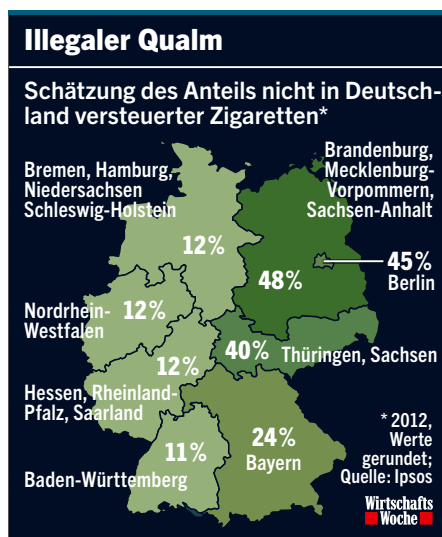 Illegaler Qualm
Schätzung des Anteils nicht in Deutsch-
land versteuerter Zigaretten*
Brandenburg,
Mecklenburg-
Vorpommern,
Sachsen-Anhalt
48%
Bremen, Hamburg,
Niedersachsen
Schleswig-Holstein
12%
45%
Berlin
Nordrhein-
Westfalen
12%
40%
Thüringen, Sachsen
12%
Hessen, Rheinland-
Pfalz, Saarland
24%
Bayern
11%
Baden-Württemberg
* 2012,
Werte
gerundet;
Quelle: Ipsos
Wirtschafts
Woche